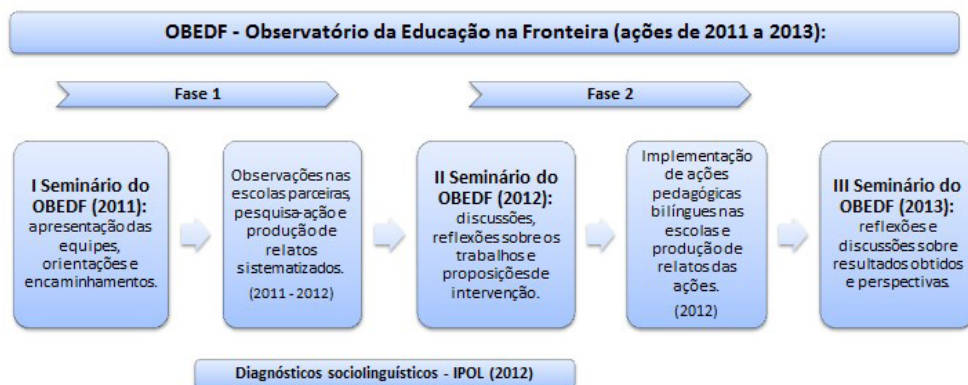 OBEDF - Observatório da Educação na Fronteira (ações de 2011 a 2013):
Fase 1
Fase 2
I Seminário do
OBEDF (2011):
apresentação das
equipes,
orientações e
encaminhamentos.
Observações nas
escolas parceiras,
pesquisa-ação e
produção de
relatos
sistematizados.
(2011 - 2012)
II Seminário do
OBEDF (2012):
discussões,
reflexões sobre os
trabalhos e
proposições de
intervenção.
Implementação
de ações
pedagógicas
bilíngues nas
escolas e
produção de
relatos das
ações.
(2012)
III Seminário do
OBEDF (2013):
reflexões e
discussões sobre
resultados obtidos
e perspectivas.
Diagnósticos sociolinguísticos - IPOL (2012)